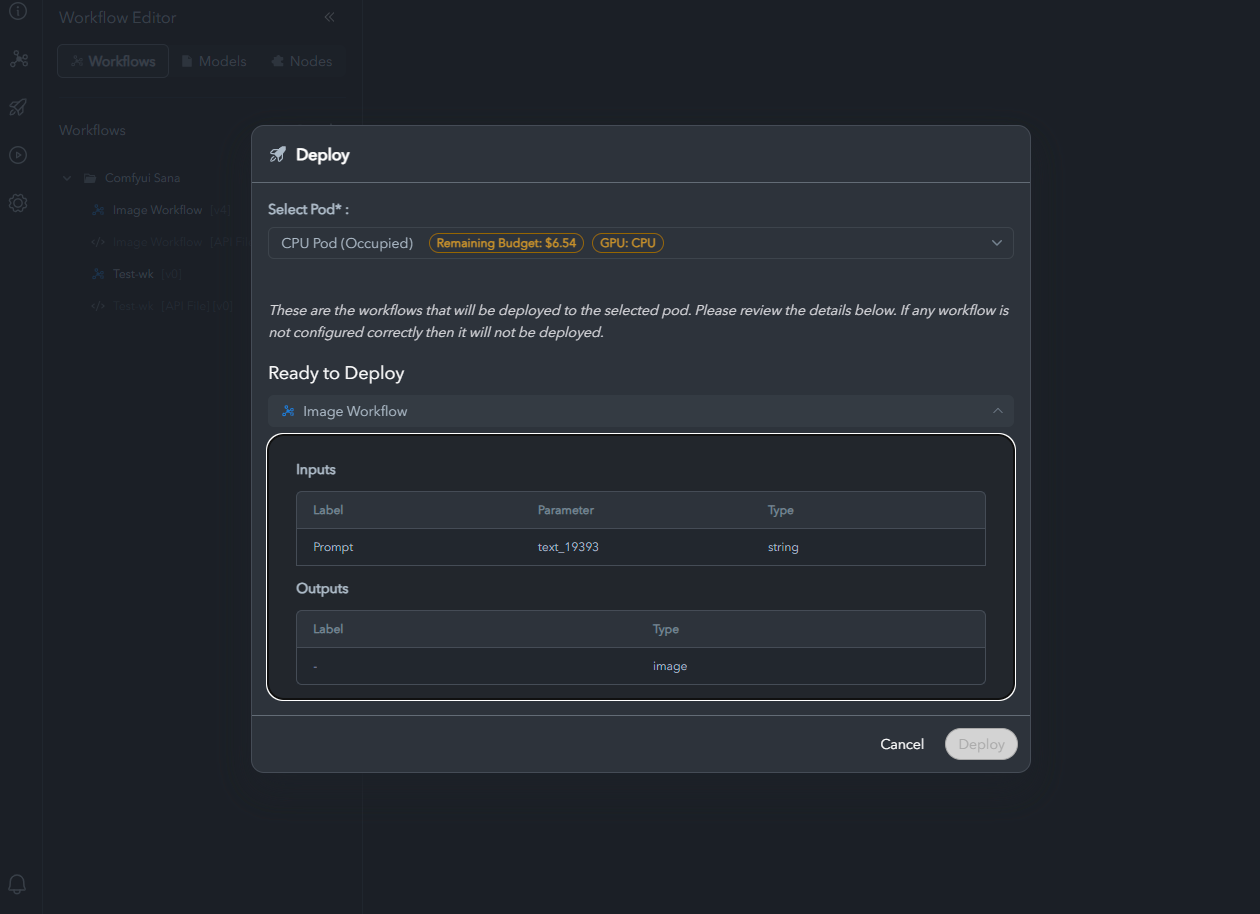 Workflow Editor
Workflows Models Nodes
Workflows
Comfyui Sana
Image Workflow [v4]
Image Workflow [API File]
Test-wk [v0]
Test-wk [API File] [v0]
Deploy
Select Pod* :
CPU Pod (Occupied) Remaining Budget: $6.54 GPU: CPU
These are the workflows that will be deployed to the selected pod. Please review the details below. If any workflow is
not configured correctly then it will not be deployed.
Ready to Deploy
Image Workflow
Inputs
Label Parameter Type
Prompt text_19393 string
Outputs
Label Type
- image
Cancel Deploy